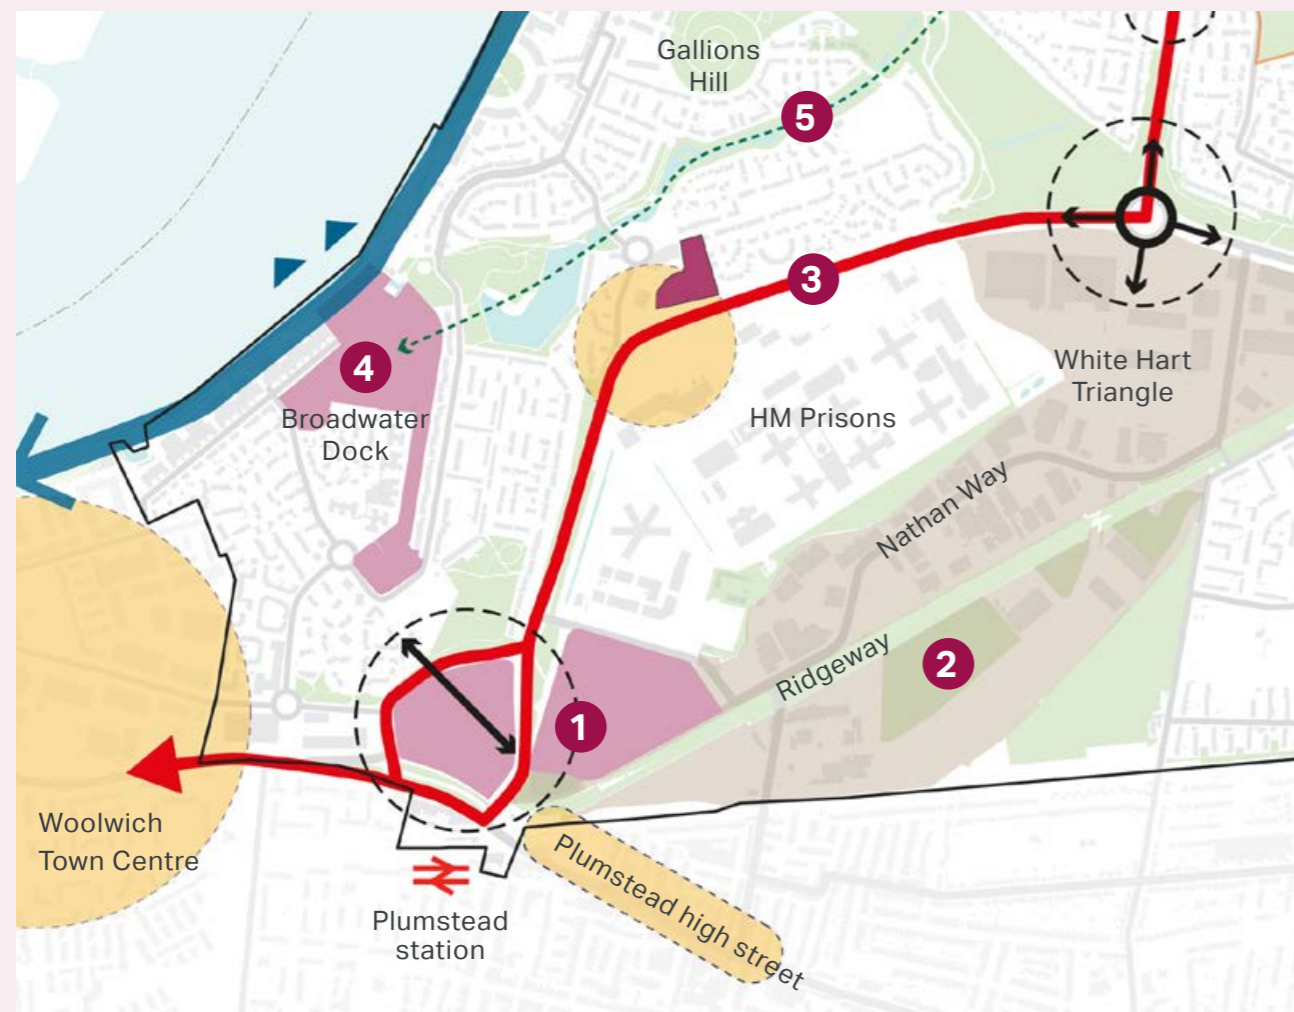 Gallions
Hill
5
3
White Hart
Triangle
4
Broadwater
Dock
HM Prisons
Nathan Way
Ridgeway
2
1
Woolwich
Town Centre
Plumstead high street
Plumstead
station